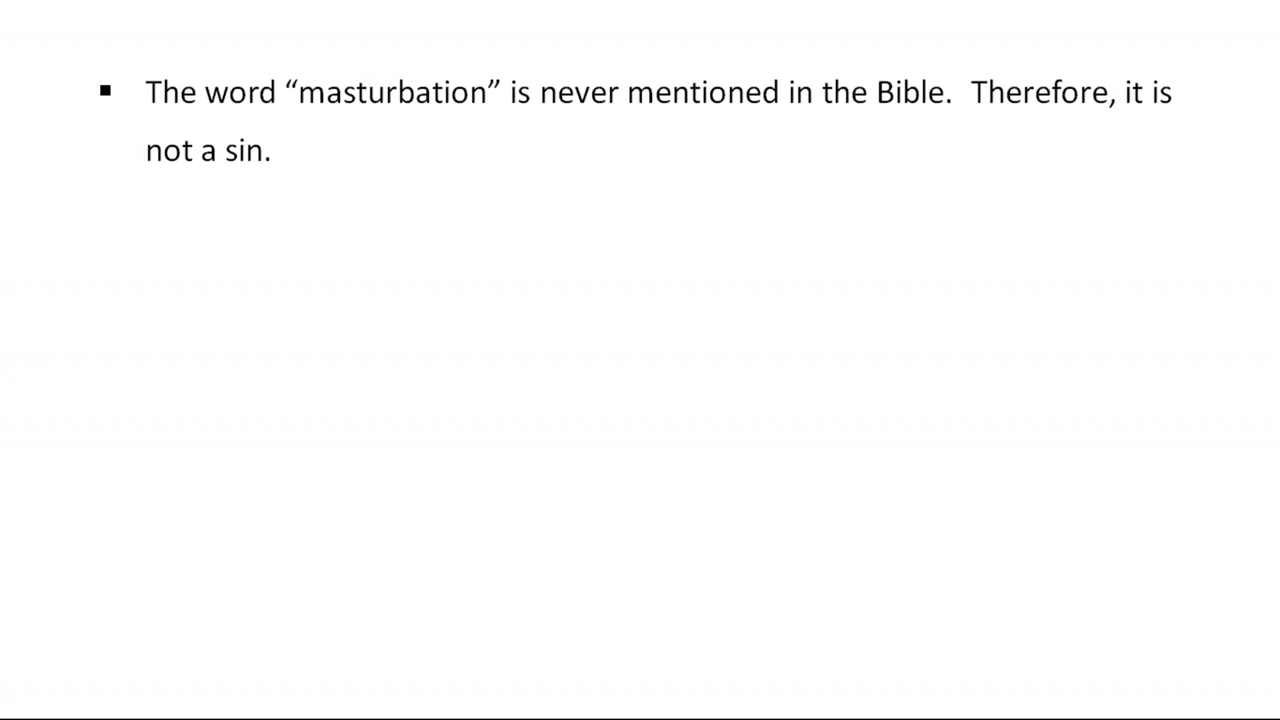 ▪ The word “masturbation” is never mentioned in the Bible.  Therefore, it is
not a sin.